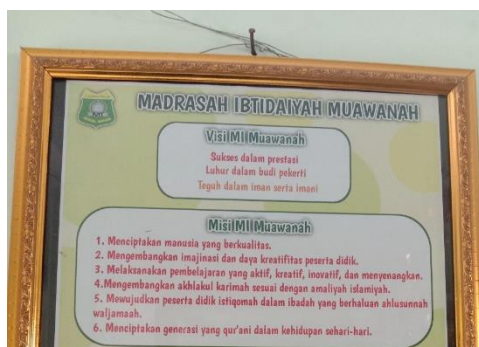 MADRASAH IBTIDAIYAH MUAWANAH
Visi MI Muawanah
Sukses dalam prestasi
Luhur dalam budi pekerti
Teguh dalam iman serta imani
Misi MI Muawanah
1. Menciptakan manusia yang berkualitas.
2. Mengembangkan imajinasi dan daya kreatifitas peserta didik.
3. Melaksanakan pembelajaran yang aktif, kreatif, inovatif, dan menyenangkan.
4.Mengembangkan akhlakul karimah sesuai dengan amaliyah islamiyah.
5. Mewujudkan peserta didik istiqomah dalam ibadah yang berhaluan ahlusunnah
waljamaah.
6. Menciptakan generasi yang qur'ani dalam kehidupan sehari-hari.